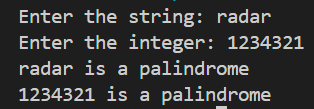 Enter the string: radar
Enter the integer: 1234321
radar is a palindrome
1234321 is a palindrome